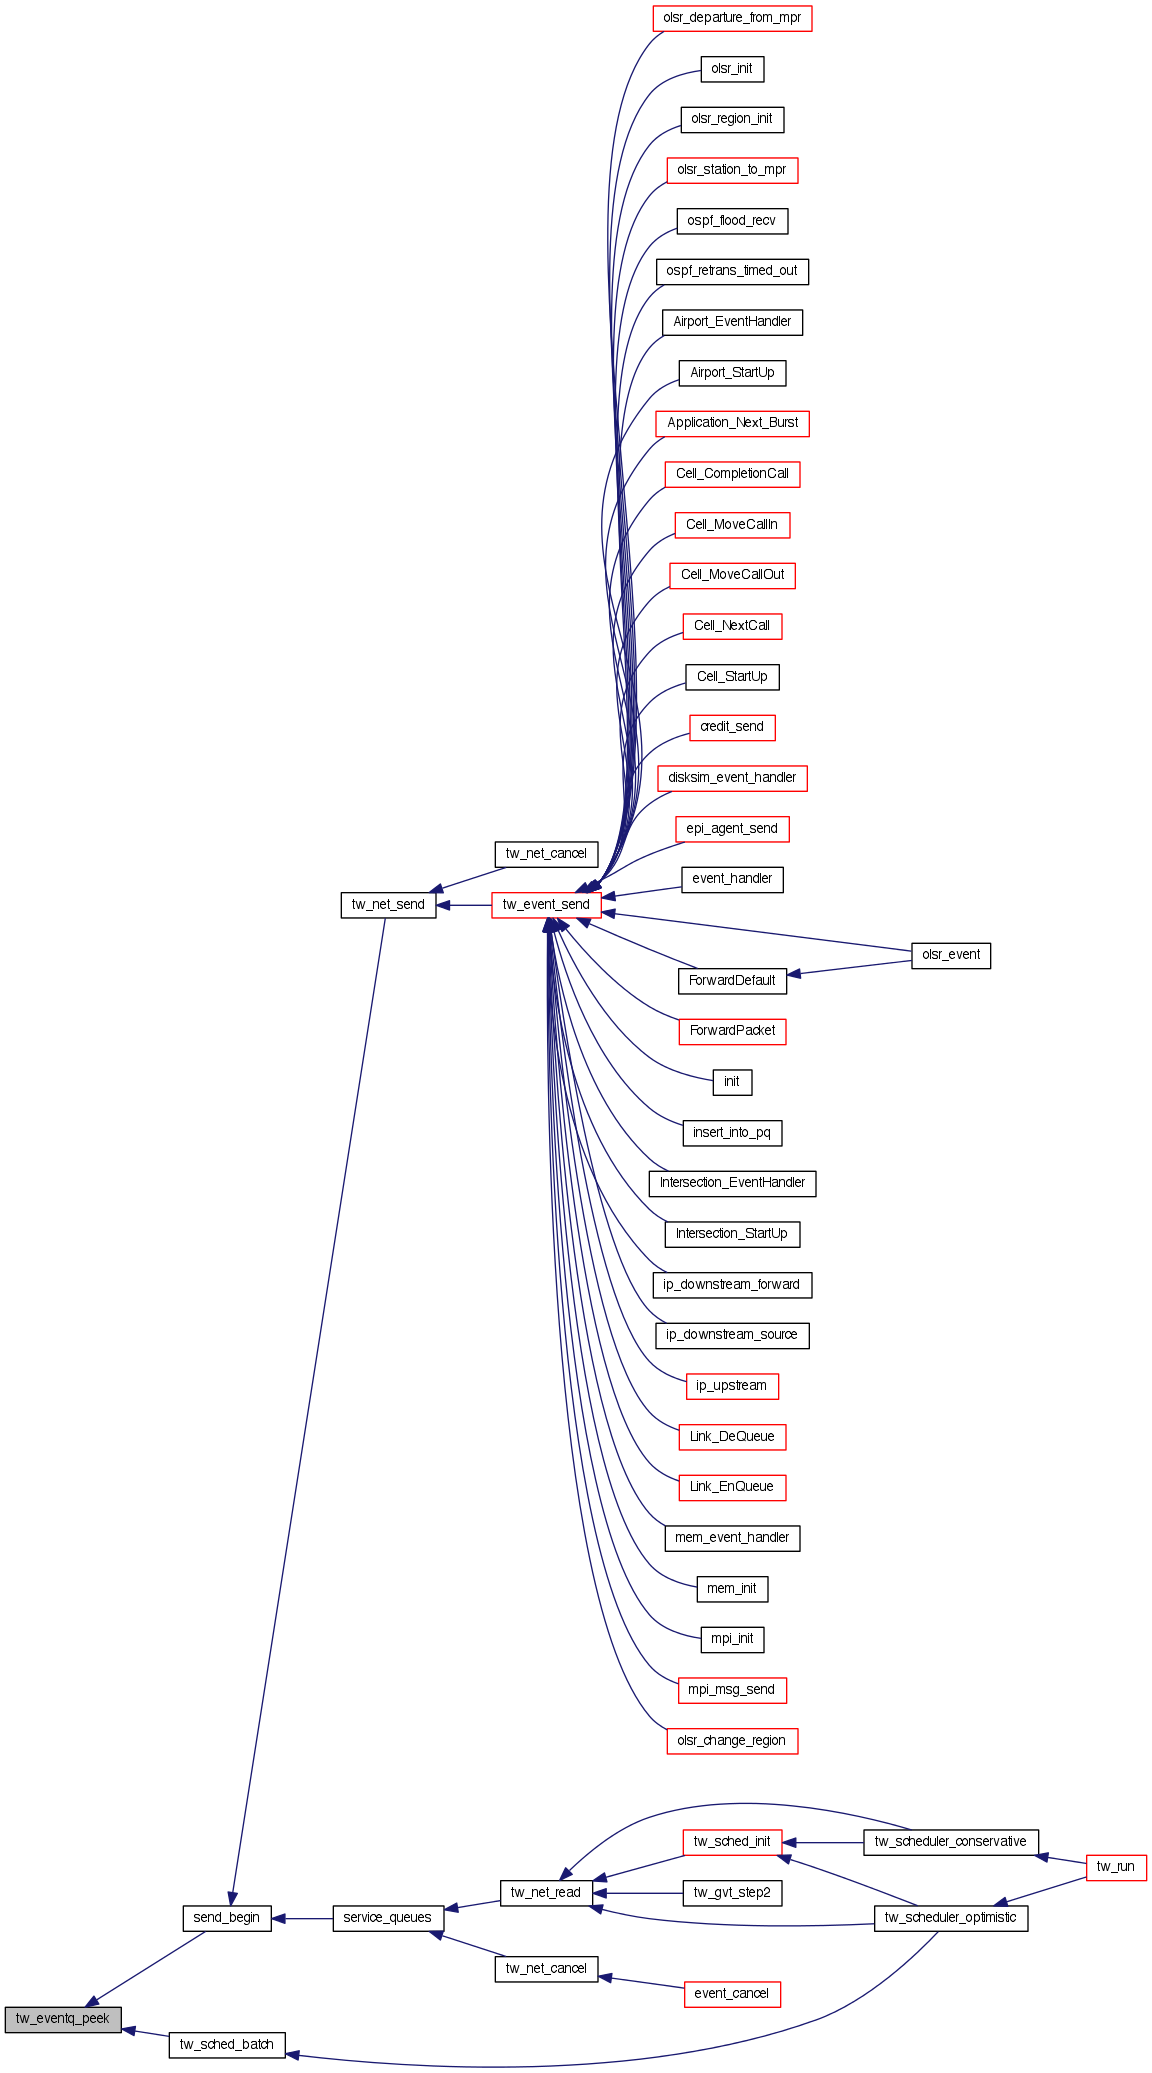 olsr_departure_from_mpr
olsr_init
olsr_region_init
olsr_station_to_mpr
ospf_flood_recv
ospf_retrans_timed_out
Airport_EventHandler
Airport_StartUp
Application_Next_Burst
Cell_CompletionCall
Cell_MoveCallIn
Cell_MoveCallOut
Cell_NextCall
Cell_StartUp
credit_send
disksim_event_handler
epi_agent_send
tw_net_cancel
event_handler
tw_net_send
tw_event_send
olsr_event
ForwardDefault
ForwardPacket
init
insert_into_pq
Intersection_EventHandler
Intersection_StartUp
ip_downstream_forward
ip_downstream_source
ip_upstream
Link_DeQueue
Link_EnQueue
mem_event_handler
mem_init
mpi_init
mpi_msg_send
olsr_change_region
tw_sched_init
tw_scheduler_conservative
tw_run
tw_net_read
tw_gvt_step2
send_begin
service_queues
tw_scheduler_optimistic
tw_net_cancel
event_cancel
tw_eventq_peek
tw_sched_batch